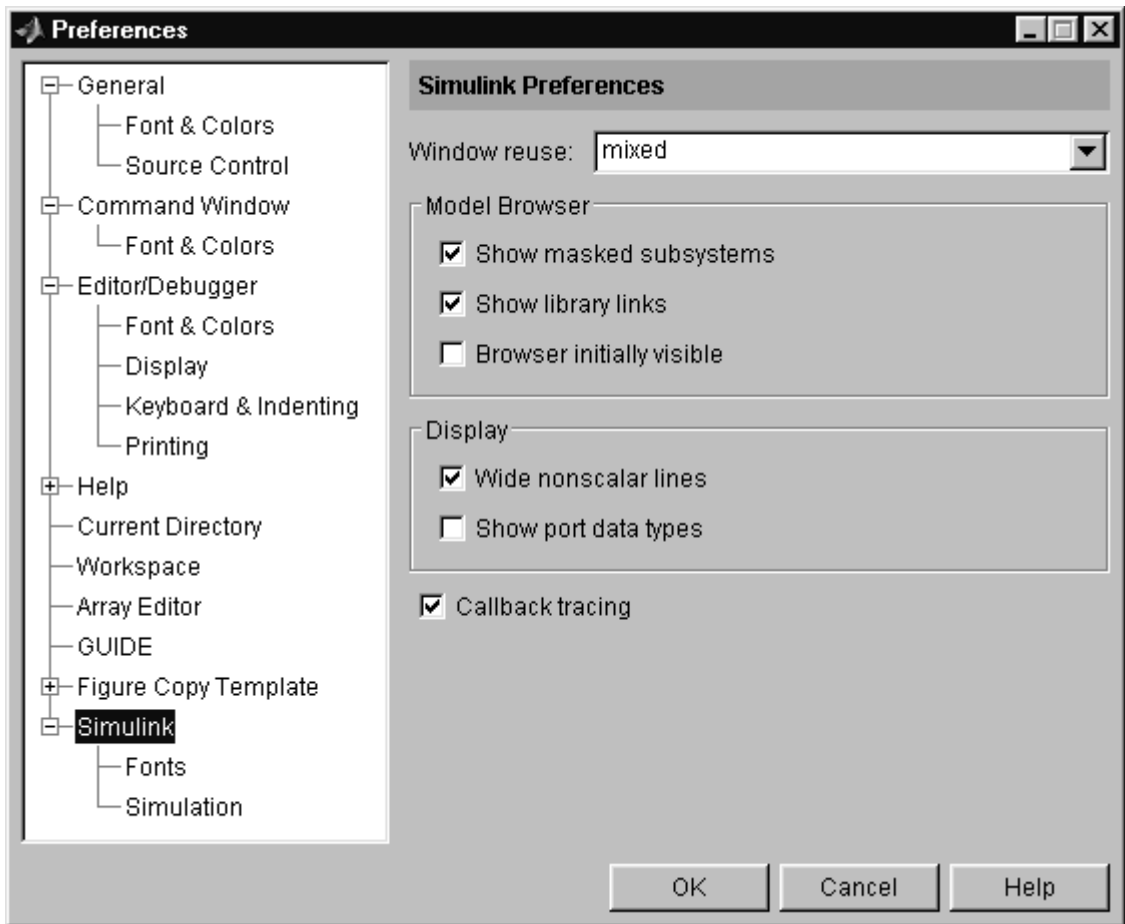 Preferences
General
Font & Colors
Source Control
Command Window
Font & Colors
Editor/Debugger
Font & Colors
Display
Keyboard & Indenting
Printing
Help
Current Directory
Workspace
Array Editor
GUIDE
Figure Copy Template
Simulink
Fonts
Simulation
Simulink Preferences
Window reuse: mixed
Model Browser
Show masked subsystems
Show library links
Browser initially visible
Display
Wide nonscalar lines
Show port data types
Callback tracing
OK Cancel Help